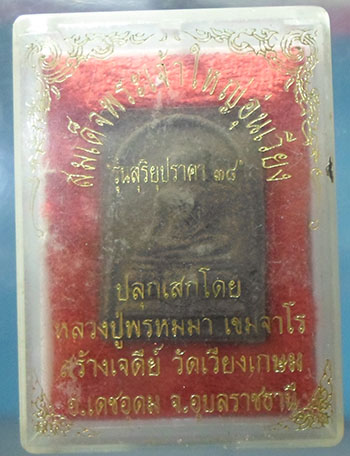 สมเด็จพระเจ้าใหญ่อุ่นเวียง
"รุ่นสุริยปราคา ๓๘"
ปลุกเสกโดย
หลวงปู่พรหมมา เขมจาโร
สร้างเจดีย์ วัดเวียงเกษม
อ.เดชอุดม จ.อุบลราชธานี